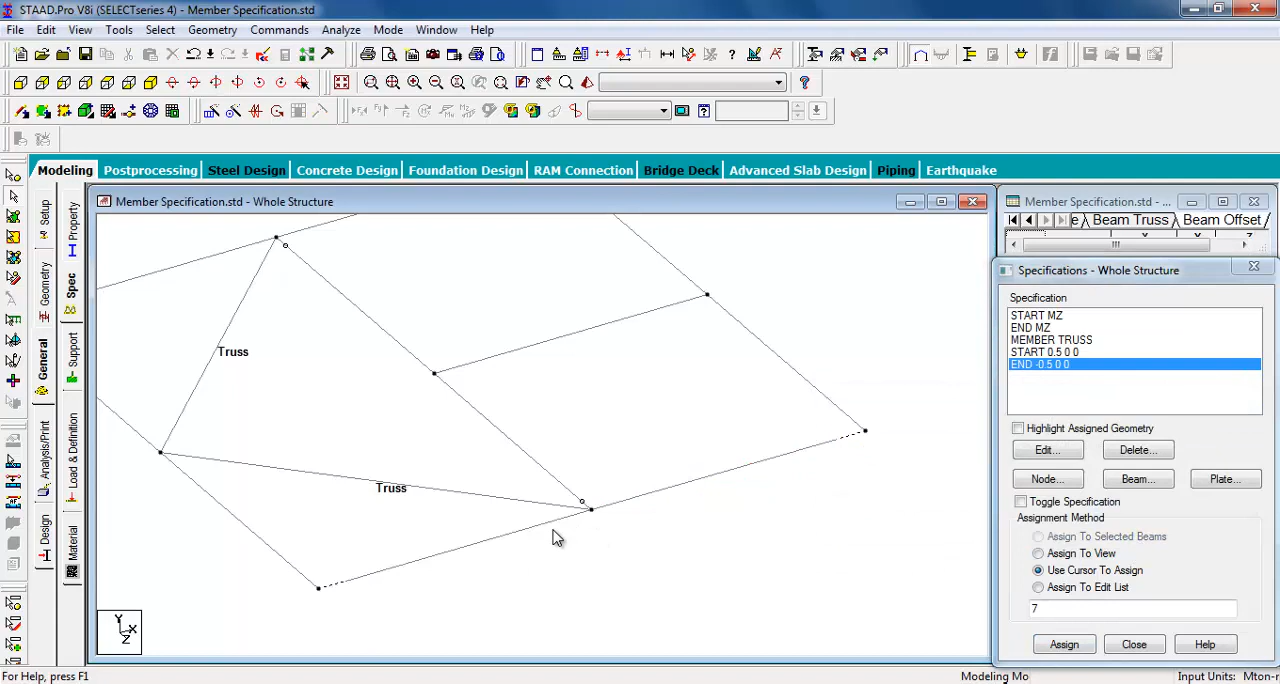 STAAD.Pro V8i (SELECTseries 4) - Member Specification.std
File Edit View Tools Select Geometry Commands Analyze Mode Window Help
Modeling Postprocessing Steel Design Concrete Design Foundation Design RAM Connection Bridge Deck Advanced Slab Design Piping Earthquake
Member Specification.std - Whole Structure
Member Specification.std - ...
e Beam Truss Beam Offset
X Y Z
Setup
Geometry
General
Analysis/Print
Design
Property
Spec
Support
Load & Definition
Material
Truss
Truss
Y
X
Z
Specifications - Whole Structure
Specification
START MZ
END MZ
MEMBER TRUSS
START 0.5 0 0
END -0.5 0 0
Highlight Assigned Geometry
Edit... Delete...
Node... Beam... Plate...
Toggle Specification
Assignment Method
Assign To Selected Beams
Assign To View
Use Cursor To Assign
Assign To Edit List
7
Assign Close Help
For Help, press F1 Modeling Mo Input Units: Mton-